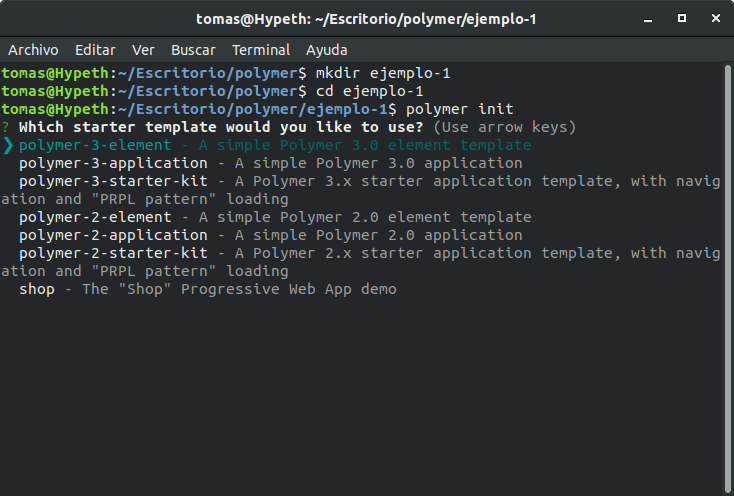 tomas@Hypeth: ~/Escritorio/polymer/ejemplo-1
Archivo Editar Ver Buscar Terminal Ayuda
tomas@Hypeth:~/Escritorio/polymer$ mkdir ejemplo-1
tomas@Hypeth:~/Escritorio/polymer$ cd ejemplo-1
tomas@Hypeth:~/Escritorio/polymer/ejemplo-1$ polymer init
? Which starter template would you like to use? (Use arrow keys)
❯ polymer-3-element - A simple Polymer 3.0 element template
polymer-3-application - A simple Polymer 3.0 application
polymer-3-starter-kit - A Polymer 3.x starter application template, with navig
ation and "PRPL pattern" loading
polymer-2-element - A simple Polymer 2.0 element template
polymer-2-application - A simple Polymer 2.0 application
polymer-2-starter-kit - A Polymer 2.x starter application template, with navig
ation and "PRPL pattern" loading
shop - The "Shop" Progressive Web App demo